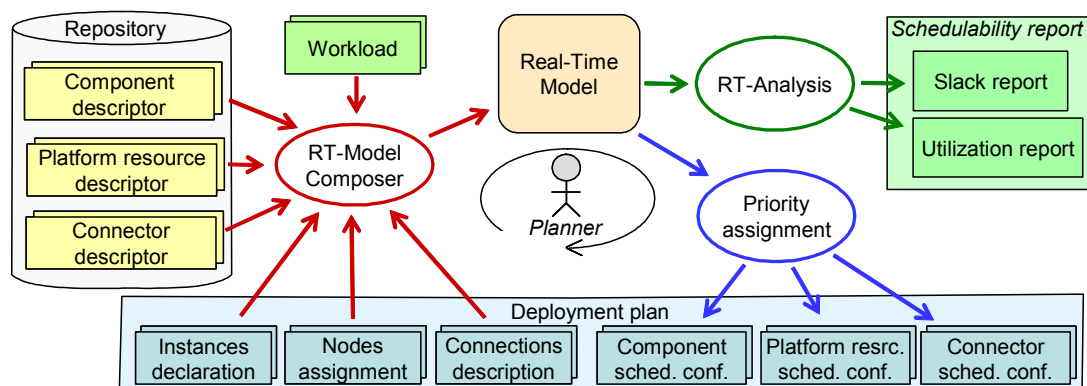 Repository
Component
descriptor
Platform resource
descriptor
Connector
descriptor
Workload
RT-Model
Composer
Real-Time
Model
Planner
RT-Analysis
Priority
assignment
Schedulability report
Slack report
Utilization report
Deployment plan
Instances
declaration
Nodes
assignment
Connections
description
Component
sched. conf.
Platform resrc.
sched. conf.
Connector
sched. conf.